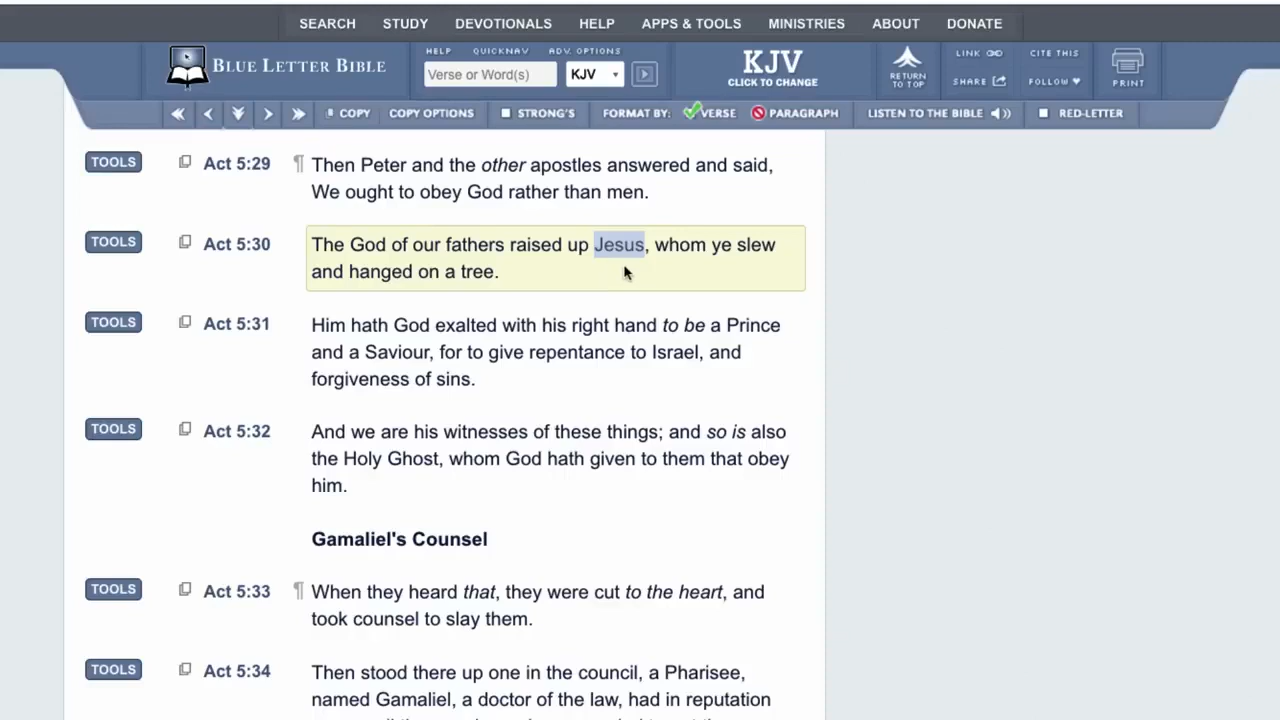 SEARCH STUDY DEVOTIONALS HELP APPS & TOOLS MINISTRIES ABOUT DONATE
BLUE LETTER BIBLE
HELP QUICKNAV ADV. OPTIONS
Verse or Word(s) KJV
KJV
CLICK TO CHANGE
RETURN
TO TOP
LINK
SHARE
CITE THIS
FOLLOW
PRINT
COPY COPY OPTIONS STRONG'S FORMAT BY: VERSE PARAGRAPH LISTEN TO THE BIBLE RED-LETTER
TOOLS Act 5:29 ¶ Then Peter and the other apostles answered and said,
We ought to obey God rather than men.
TOOLS Act 5:30 The God of our fathers raised up Jesus, whom ye slew
and hanged on a tree.
TOOLS Act 5:31 Him hath God exalted with his right hand to be a Prince
and a Saviour, for to give repentance to Israel, and
forgiveness of sins.
TOOLS Act 5:32 And we are his witnesses of these things; and so is also
the Holy Ghost, whom God hath given to them that obey
him.
Gamaliel's Counsel
TOOLS Act 5:33 ¶ When they heard that, they were cut to the heart, and
took counsel to slay them.
TOOLS Act 5:34 Then stood there up one in the council, a Pharisee,
named Gamaliel, a doctor of the law, had in reputation